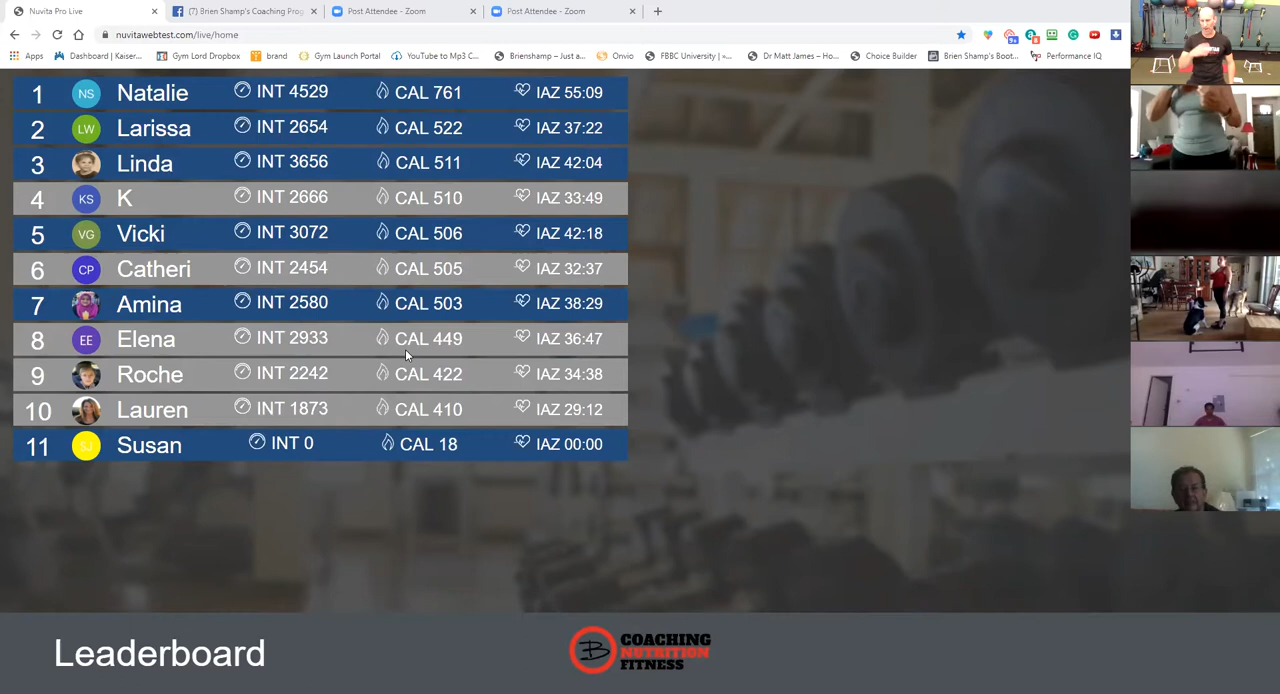 Nuvita Pro Live
(7) Brien Shamp's Coaching Prog
Post Attendee - Zoom
Post Attendee - Zoom
nuvitawebtest.com/live/home
Apps
Dashboard | Kaiser...
Gym Lord Dropbox
brand
Gym Launch Portal
YouTube to Mp3 C...
Brienshamp – Just a...
Onvio
FBBC University | »...
Dr Matt James – Ho...
Choice Builder
Brien Shamp's Boot...
Performance IQ
1 NS Natalie INT 4529 CAL 761 IAZ 55:09
2 LW Larissa INT 2654 CAL 522 IAZ 37:22
3 Linda INT 3656 CAL 511 IAZ 42:04
4 KS K INT 2666 CAL 510 IAZ 33:49
5 VG Vicki INT 3072 CAL 506 IAZ 42:18
6 CP Catheri INT 2454 CAL 505 IAZ 32:37
7 Amina INT 2580 CAL 503 IAZ 38:29
8 EE Elena INT 2933 CAL 449 IAZ 36:47
9 Roche INT 2242 CAL 422 IAZ 34:38
10 Lauren INT 1873 CAL 410 IAZ 29:12
11 SJ Susan INT 0 CAL 18 IAZ 00:00
Leaderboard
B COACHING
NUTRITION
FITNESS